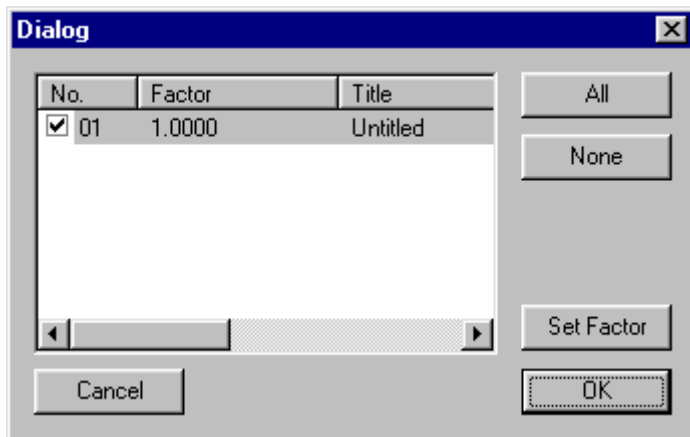 Dialog
No. Factor Title
01 1.0000 Untitled
All
None
Set Factor
Cancel
OK